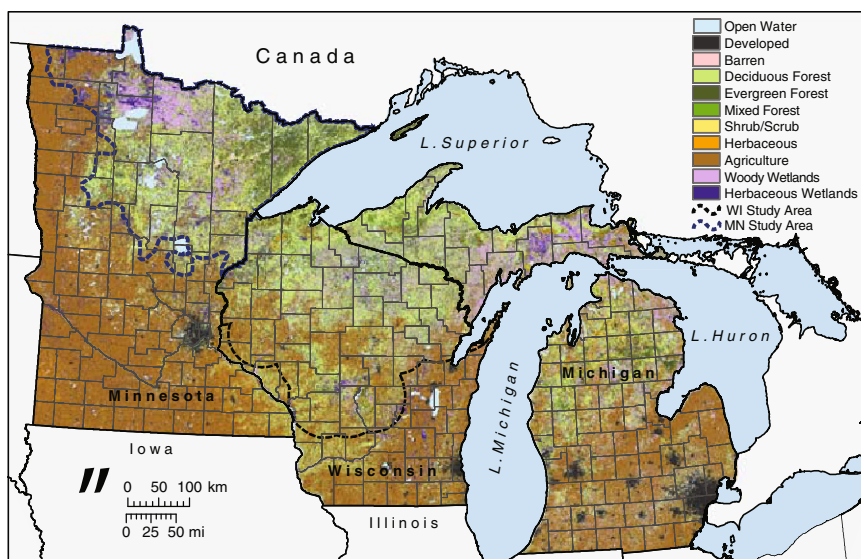 Canada
Open Water
Developed
Barren
Deciduous Forest
Evergreen Forest
Mixed Forest
Shrub/Scrub
Herbaceous
Agriculture
Woody Wetlands
Herbaceous Wetlands
WI Study Area
MN Study Area
L.Superior
L.Huron
L.Michigan
Michigan
Minnesota
Wisconsin
Iowa
Illinois
0 50 100 km
0 25 50 mi